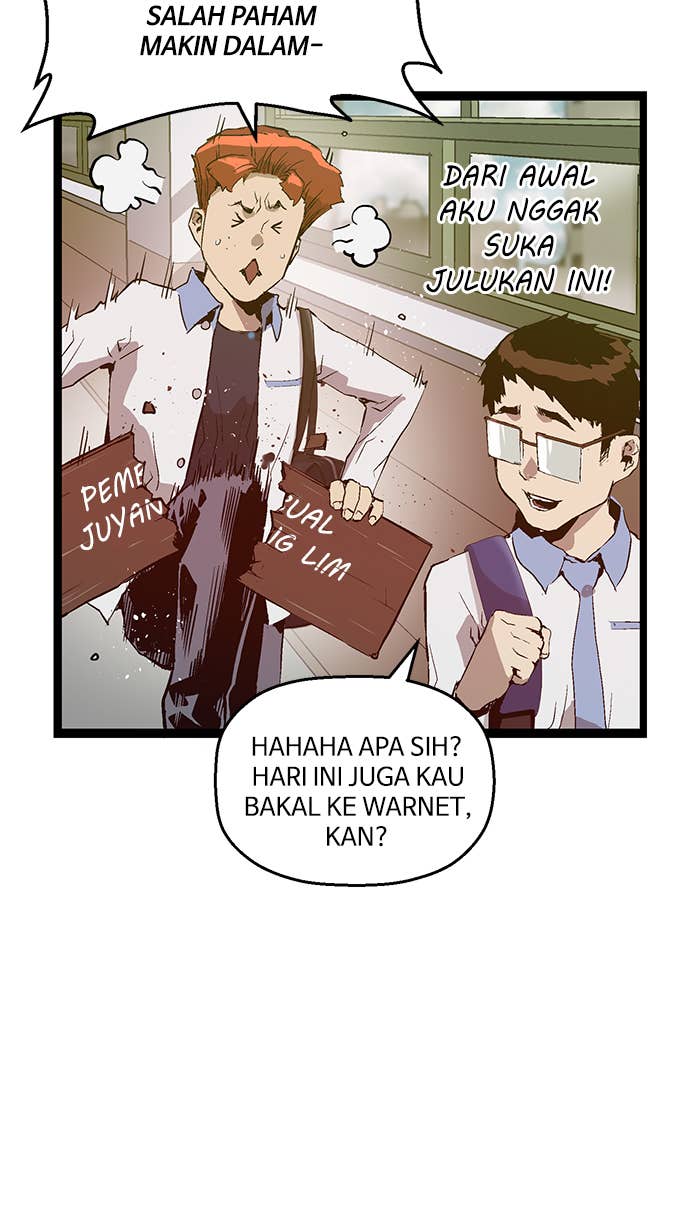 SALAH PAHAM
MAKIN DALAM-
DARI AWAL
AKU NGGAK
SUKA
JULUKAN INI!
PEME
JUYAN
UAL
NG LIM
HAHAHA APA SIH?
HARI INI JUGA KAU
BAKAL KE WARNET,
KAN?